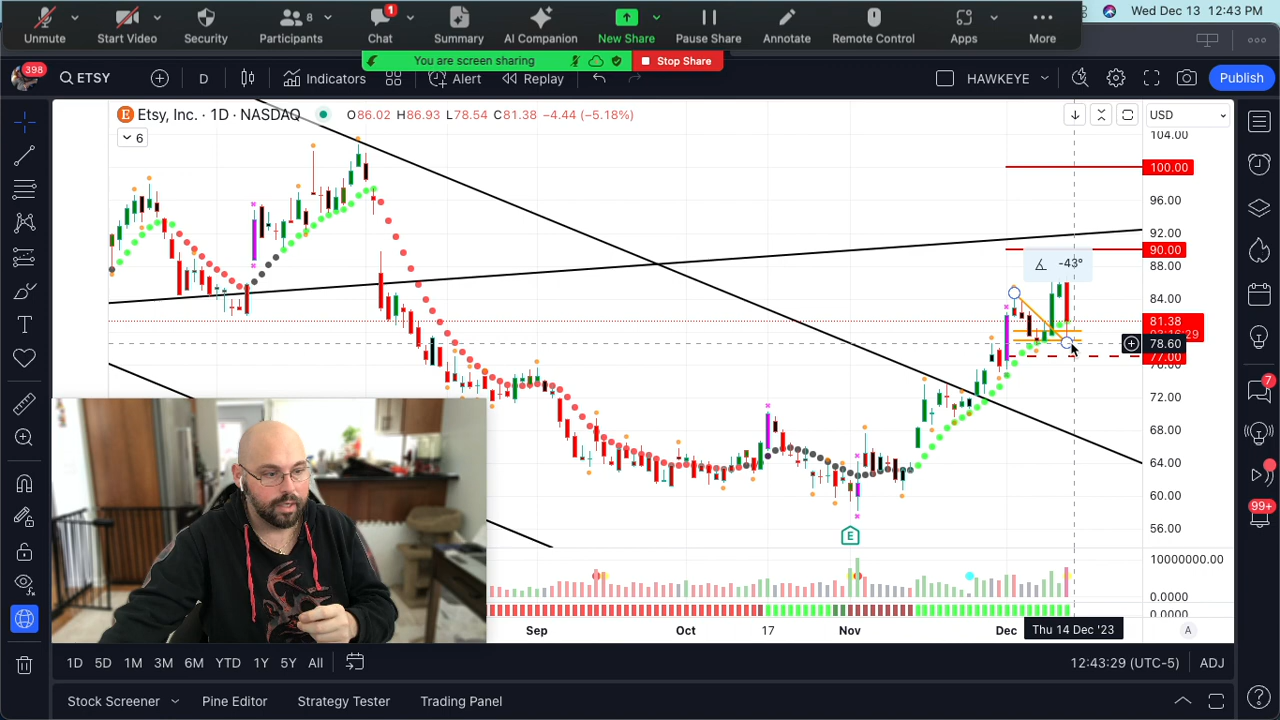 Wed Dec 13 12:43 PM
8
1
Unmute
Start Video
Security
Participants
Chat
Summary
AI Companion
New Share
Pause Share
Annotate
Remote Control
Apps
More
You are screen sharing
Stop Share
398
ETSY
D
Indicators
Alert
Replay
HAWKEYE
Publish
Etsy, Inc. · 1D · NASDAQ
O86.02 H86.93 L78.54 C81.38 −4.44 (−5.18%)
USD
6
104.00
100.00
96.00
92.00
90.00
88.00
-43°
84.00
81.38
78.60
77.00
72.00
68.00
64.00
60.00
56.00
E
10000000.00
0.0000
0.0000
7
99+
Sep
Oct
17
Nov
Dec
Thu 14 Dec '23
A
1D
5D
1M
3M
6M
YTD
1Y
5Y
All
12:43:29 (UTC-5)
ADJ
Stock Screener
Pine Editor
Strategy Tester
Trading Panel